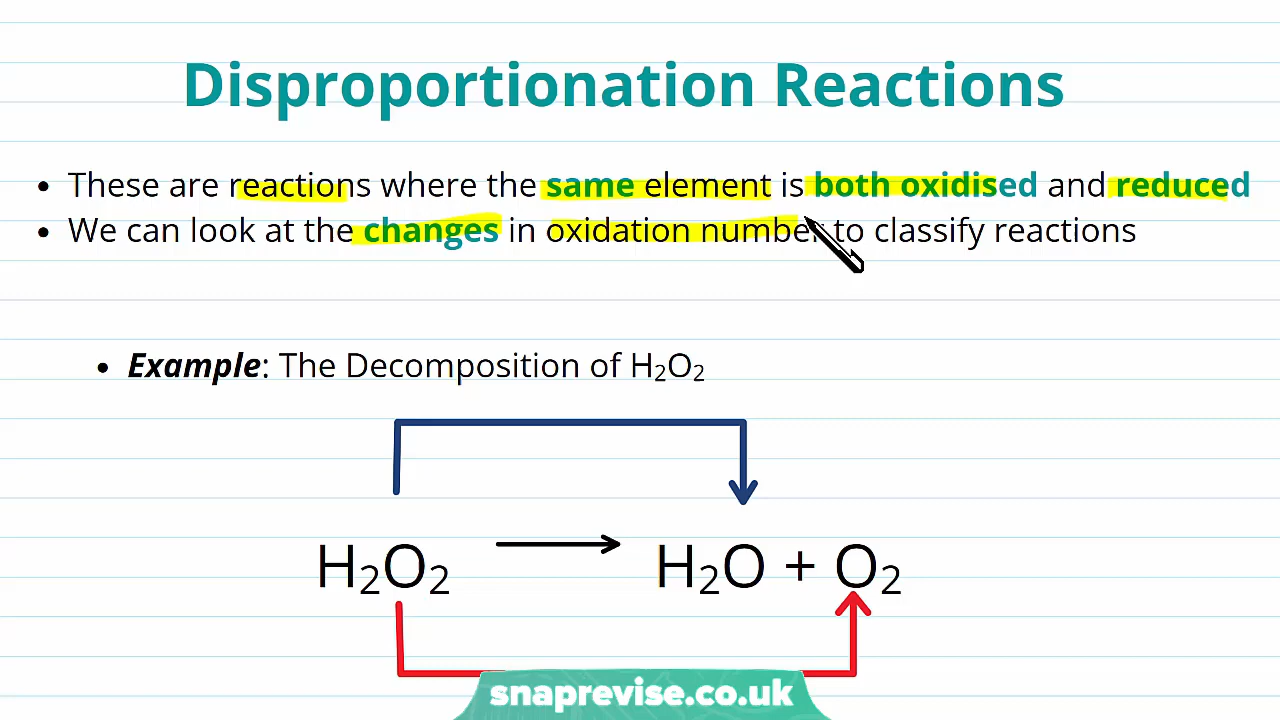 Disproportionation Reactions
• These are reactions where the same element is both oxidised and reduced
• We can look at the changes in oxidation number to classify reactions
• Example: The Decomposition of H₂O₂
H₂O₂ → H₂O + O₂
snaprevise.co.uk